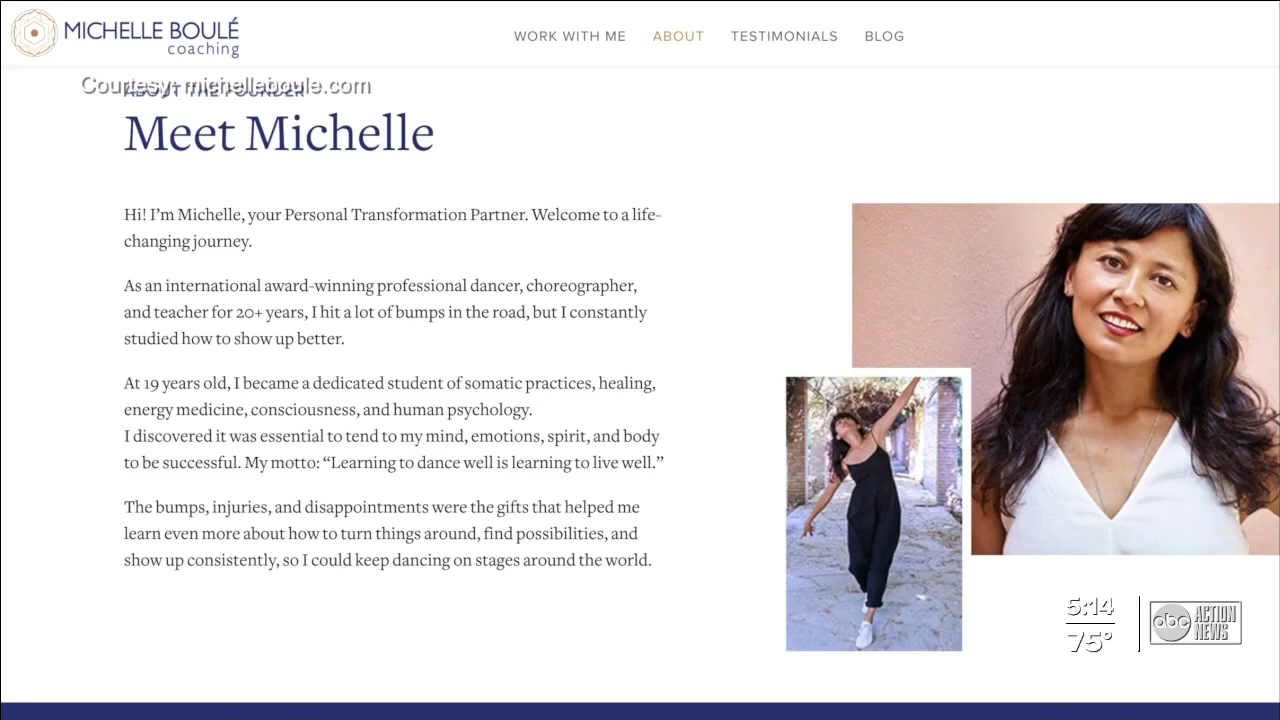 MICHELLE BOULÉ
coaching
WORK WITH ME ABOUT TESTIMONIALS BLOG
Courtesy: michelleboule.com
ABOUT THE FOUNDER
Meet Michelle
Hi! I'm Michelle, your Personal Transformation Partner. Welcome to a life-
changing journey.
As an international award-winning professional dancer, choreographer,
and teacher for 20+ years, I hit a lot of bumps in the road, but I constantly
studied how to show up better.
At 19 years old, I became a dedicated student of somatic practices, healing,
energy medicine, consciousness, and human psychology.
I discovered it was essential to tend to my mind, emotions, spirit, and body
to be successful. My motto: “Learning to dance well is learning to live well.”
The bumps, injuries, and disappointments were the gifts that helped me
learn even more about how to turn things around, find possibilities, and
show up consistently, so I could keep dancing on stages around the world.
5:14
75°
abc ACTION NEWS